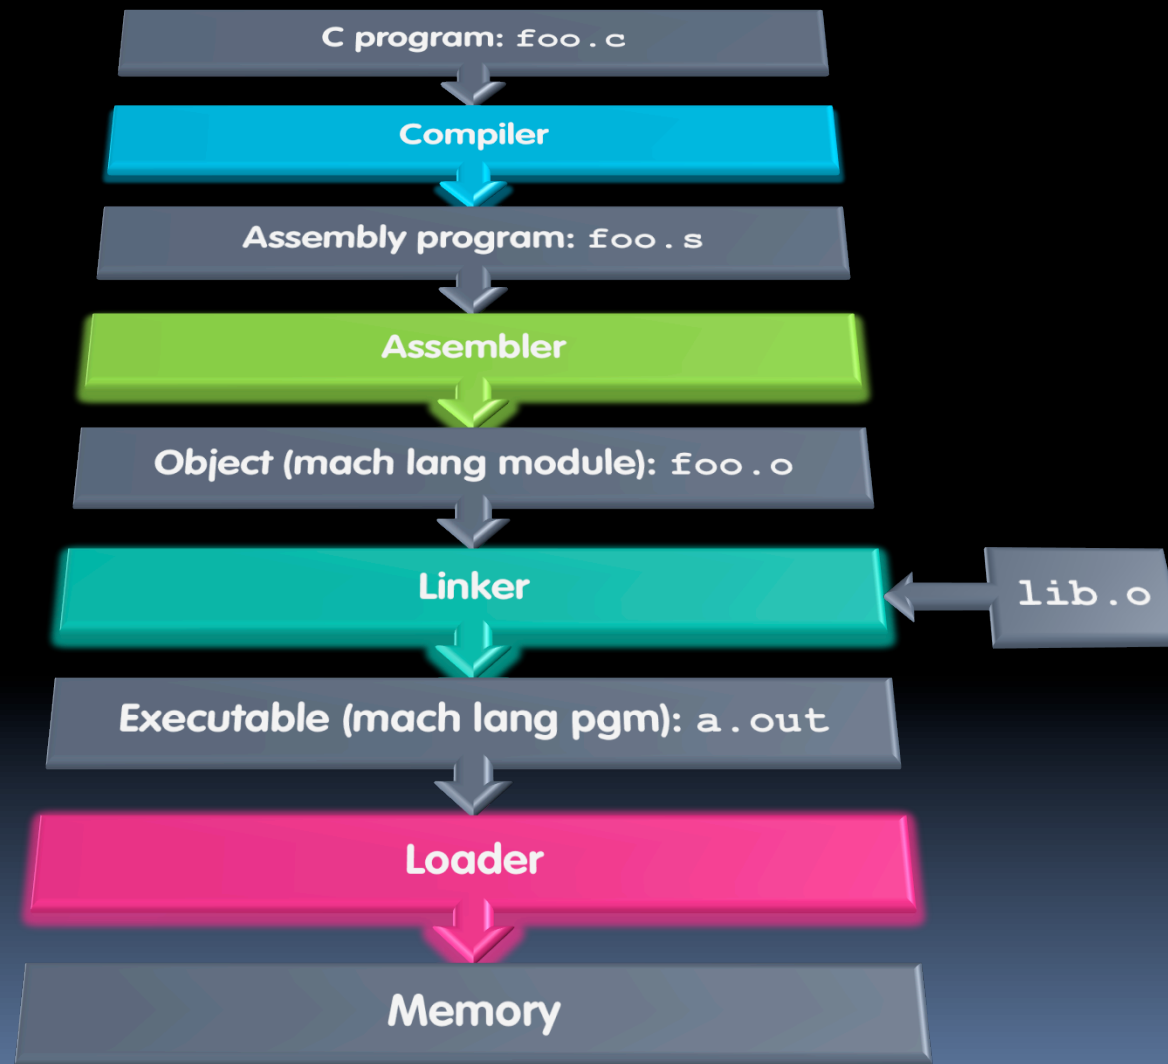 C program: foo.c
Compiler
Assembly program: foo.s
Assembler
Object (mach lang module): foo.o
Linker
lib.o
Executable (mach lang pgm): a.out
Loader
Memory